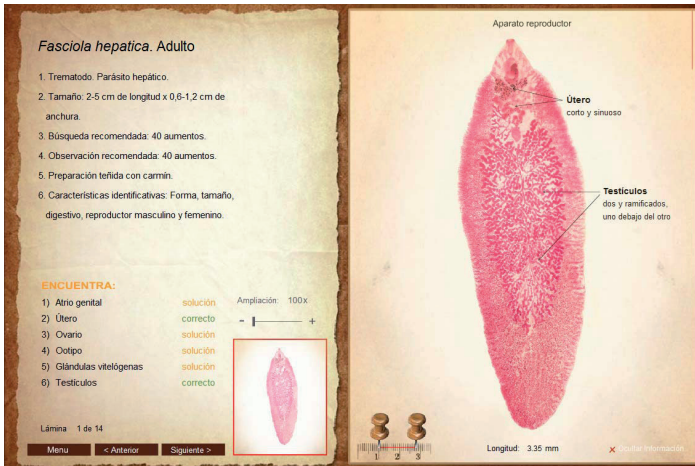 Fasciola hepatica. Adulto
1. Trematodo. Parásito hepático.
2. Tamaño: 2-5 cm de longitud x 0,6-1,2 cm de
anchura.
3. Búsqueda recomendada: 40 aumentos.
4. Observación recomendada: 40 aumentos.
5. Preparación teñida con carmín.
6. Características identificativas: Forma, tamaño,
digestivo, reproductor masculino y femenino.
ENCUENTRA:
1) Atrio genital solución
2) Útero correcto
3) Ovario solución
4) Ootipo solución
5) Glándulas vitelógenas solución
6) Testículos correcto
Ampliación: 100x
- +
Lámina 1 de 14
Menu < Anterior Siguiente >
Aparato reproductor
Útero
corto y sinuoso
Testículos
dos y ramificados,
uno debajo del otro
1 2 3
Longitud: 3.35 mm
X Ocultar información